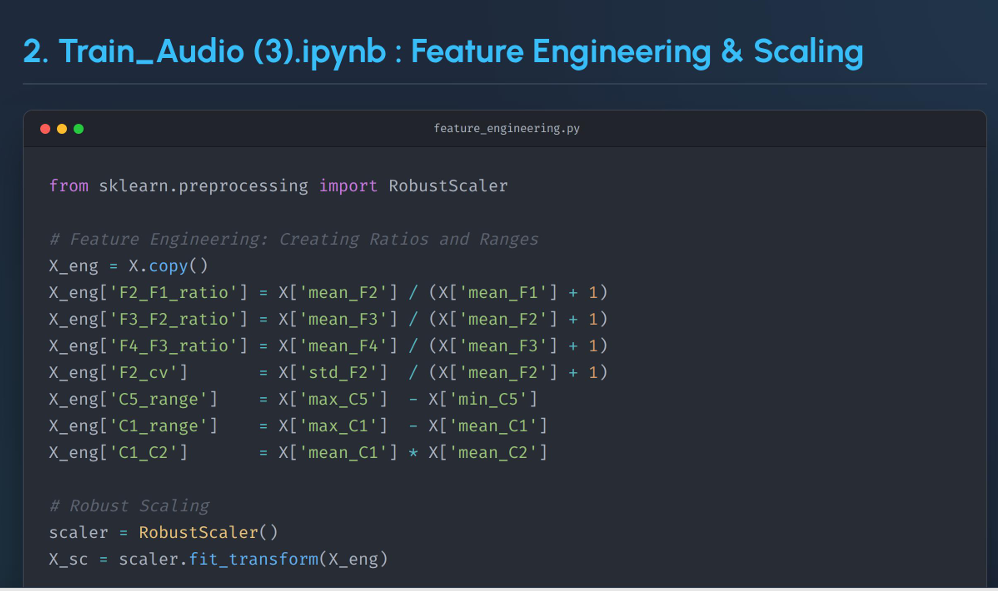 2. Train_Audio (3).ipynb : Feature Engineering & Scaling
feature_engineering.py
from sklearn.preprocessing import RobustScaler
# Feature Engineering: Creating Ratios and Ranges
X_eng = X.copy()
X_eng['F2_F1_ratio'] = X['mean_F2'] / (X['mean_F1'] + 1)
X_eng['F3_F2_ratio'] = X['mean_F3'] / (X['mean_F2'] + 1)
X_eng['F4_F3_ratio'] = X['mean_F4'] / (X['mean_F3'] + 1)
X_eng['F2_cv']       = X['std_F2']  / (X['mean_F2'] + 1)
X_eng['C5_range']    = X['max_C5']  - X['min_C5']
X_eng['C1_range']    = X['max_C1']  - X['mean_C1']
X_eng['C1_C2']       = X['mean_C1'] * X['mean_C2']
# Robust Scaling
scaler = RobustScaler()
X_sc = scaler.fit_transform(X_eng)